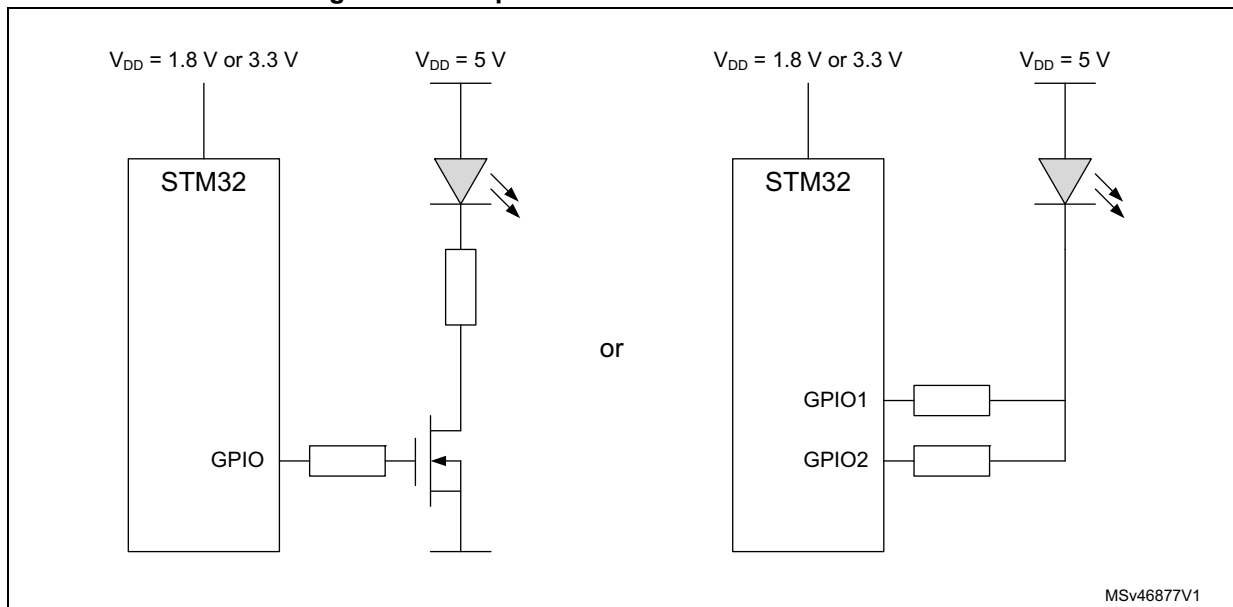 V_DD = 1.8 V or 3.3 V
V_DD = 5 V
STM32
GPIO
or
V_DD = 1.8 V or 3.3 V
V_DD = 5 V
STM32
GPIO1
GPIO2
MSv46877V1